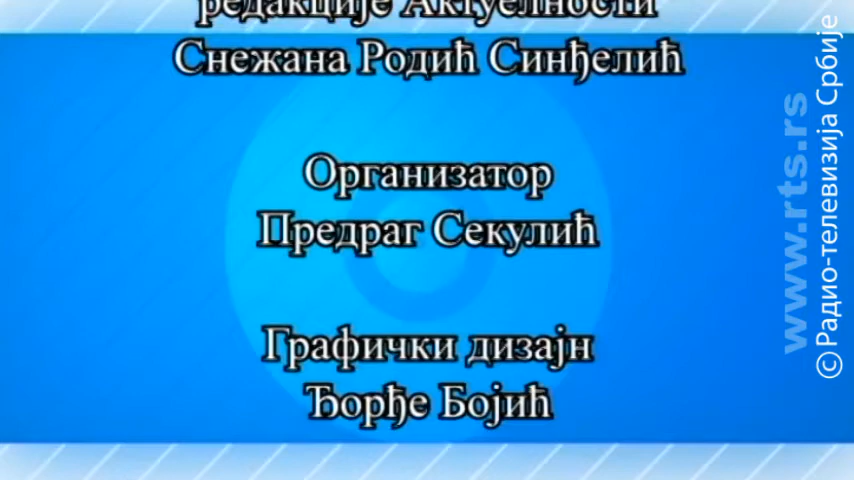 редакције Актуелности
Снежана Родић Синђелић
Организатор
Предраг Секулић
Графички дизајн
Ђорђе Бојић
www.rts.rs
© Радио-телевизија Србије